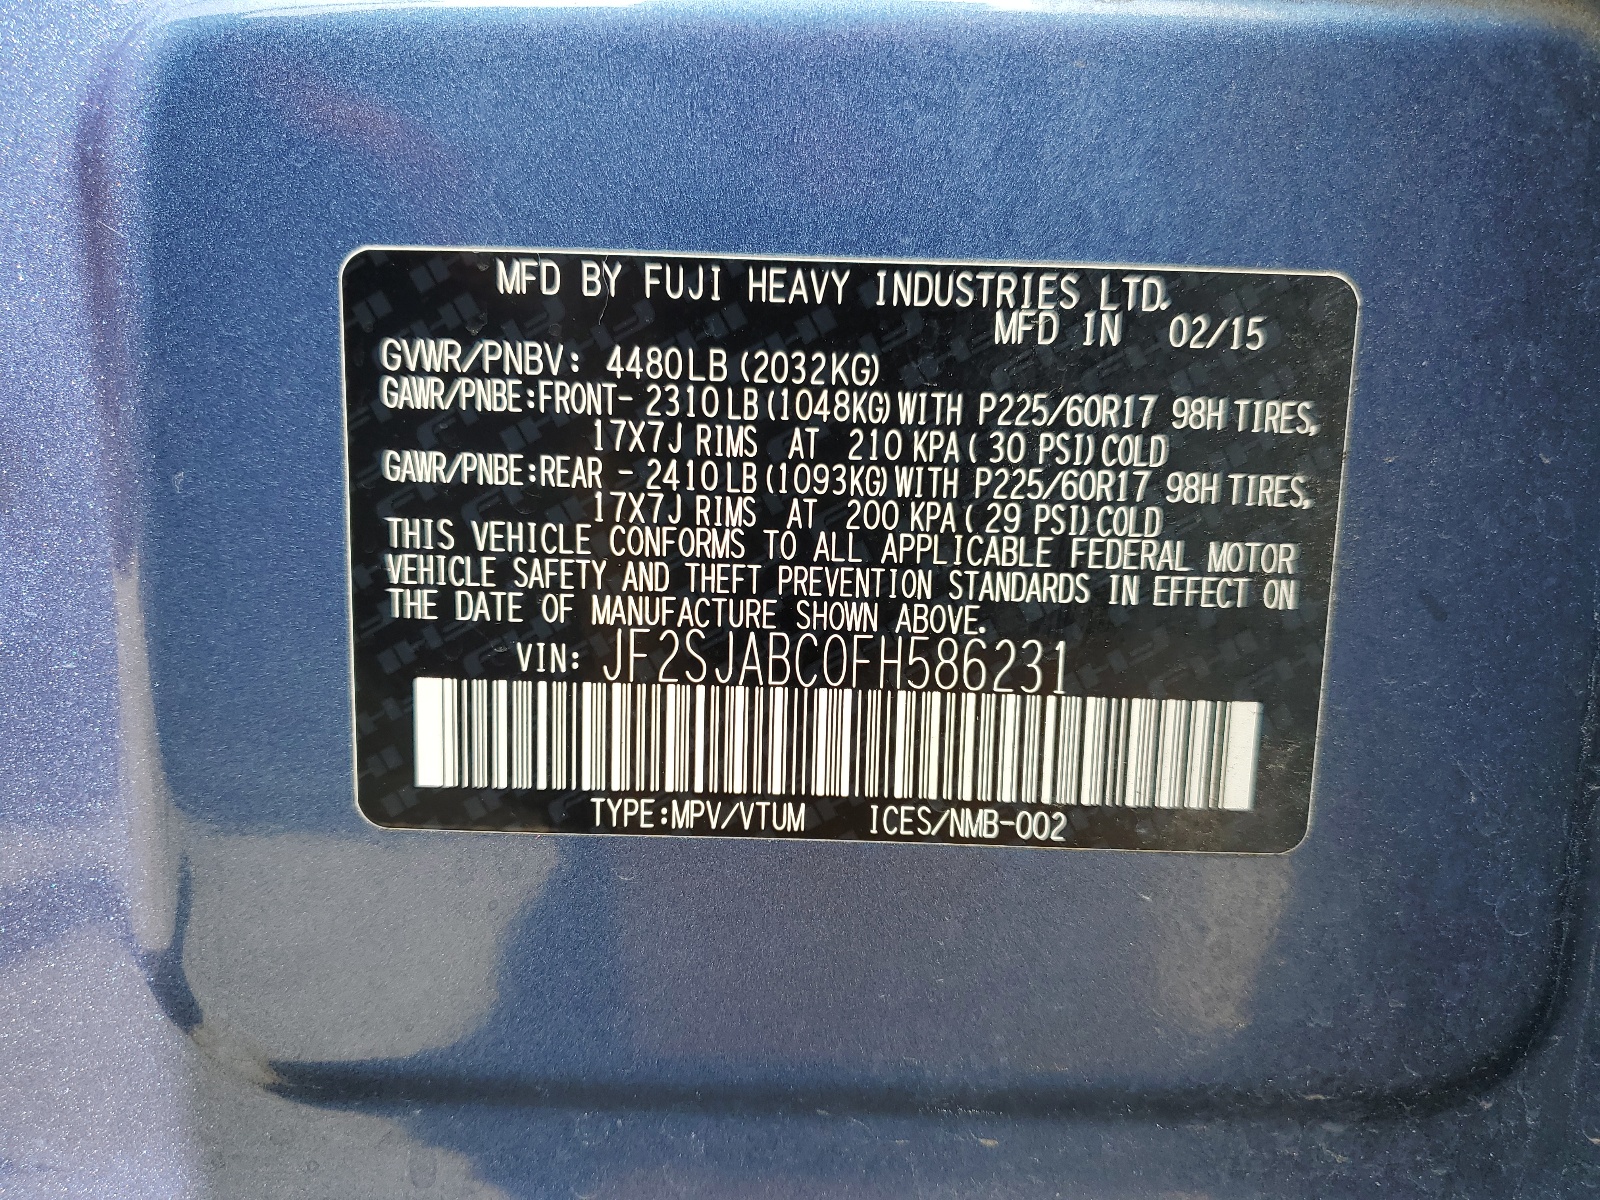 MFD BY FUJI HEAVY INDUSTRIES LTD.
MFD IN 02/15
GVWR/PNBV: 4480LB (2032KG)
GAWR/PNBE:FRONT- 2310 LB (1048KG) WITH P225/60R17 98H TIRES,
17X7J RIMS AT 210 KPA ( 30 PSI) COLD
GAWR/PNBE:REAR - 2410 LB (1093KG) WITH P225/60R17 98H TIRES,
17X7J RIMS AT 200 KPA ( 29 PSI) COLD
THIS VEHICLE CONFORMS TO ALL APPLICABLE FEDERAL MOTOR
VEHICLE SAFETY AND THEFT PREVENTION STANDARDS IN EFFECT ON
THE DATE OF MANUFACTURE SHOWN ABOVE.
VIN: JF2SJABC0FH586231
TYPE:MPV/VTUM ICES/NMB-002